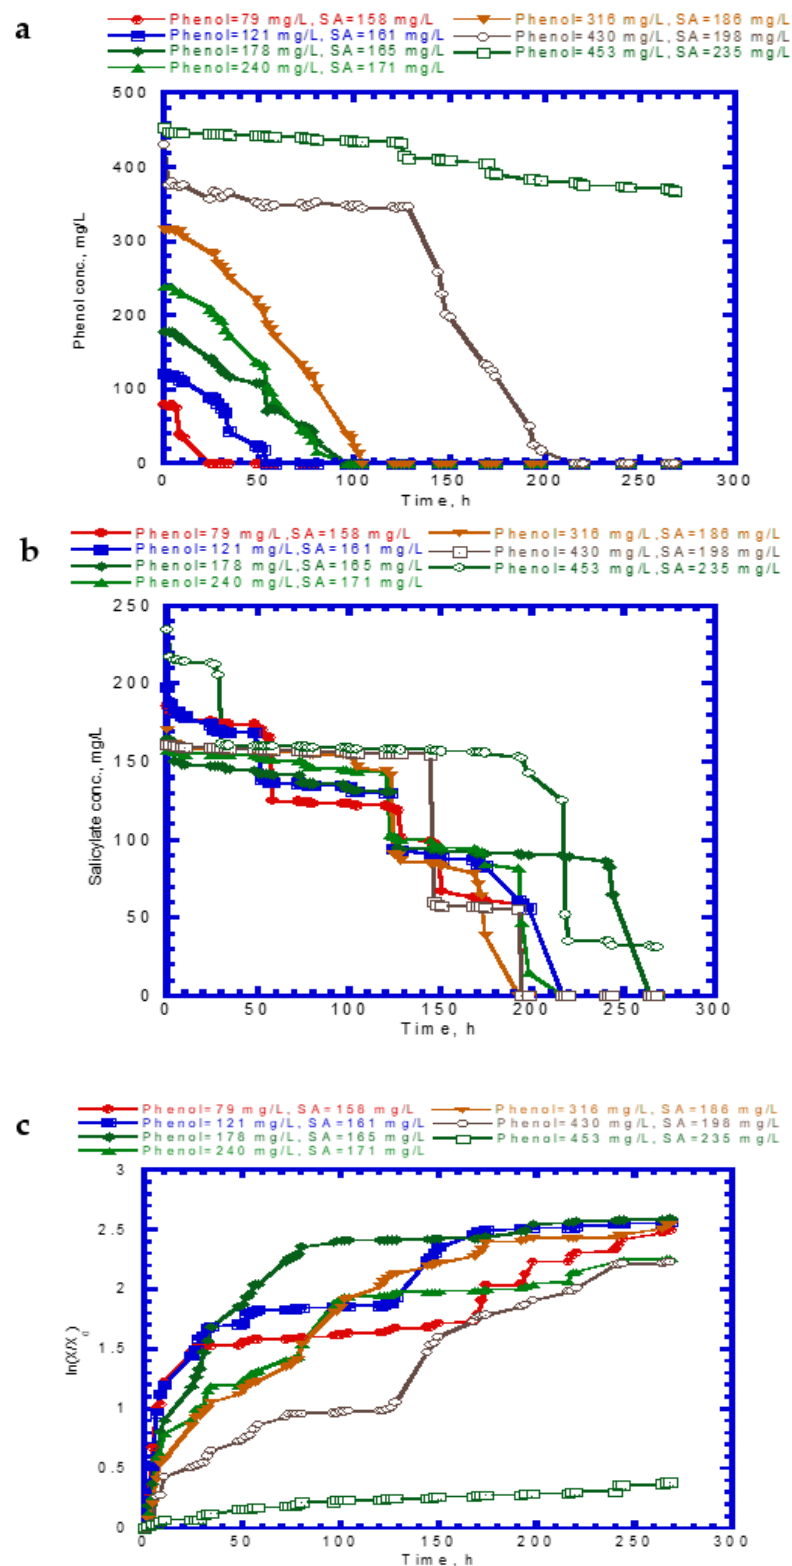 a
Phenol=79 mg/L, SA=158 mg/L
Phenol=121 mg/L, SA=161 mg/L
Phenol=178 mg/L, SA=165 mg/L
Phenol=240 mg/L, SA=171 mg/L
Phenol=316 mg/L, SA=186 mg/L
Phenol=430 mg/L, SA=198 mg/L
Phenol=453 mg/L, SA=235 mg/L
Phenol conc., mg/L
500
400
300
200
100
0
0 50 100 150 200 250 300
Time, h
b
Phenol=79 mg/L,SA=158 mg/L
Phenol=121 mg/L,SA=161 mg/L
Phenol=178 mg/L,SA=165 mg/L
Phenol=240 mg/L,SA=171 mg/L
Phenol=316 mg/L,SA=186 mg/L
Phenol=430 mg/L,SA=198 mg/L
Phenol=453 mg/L,SA=235 mg/L
Salicylate conc., mg/L
250
200
150
100
50
0
0 50 100 150 200 250 300
Time, h
c
Phenol=79 mg/L, SA=158 mg/L
Phenol=121 mg/L, SA=161 mg/L
Phenol=178 mg/L, SA=165 mg/L
Phenol=240 mg/L, SA=171 mg/L
Phenol=316 mg/L, SA=186 mg/L
Phenol=430 mg/L, SA=198 mg/L
Phenol=453 mg/L, SA=235 mg/L
ln(X/X₀)
3
2.5
2
1.5
1
0.5
0
0 50 100 150 200 250 300
Time, h